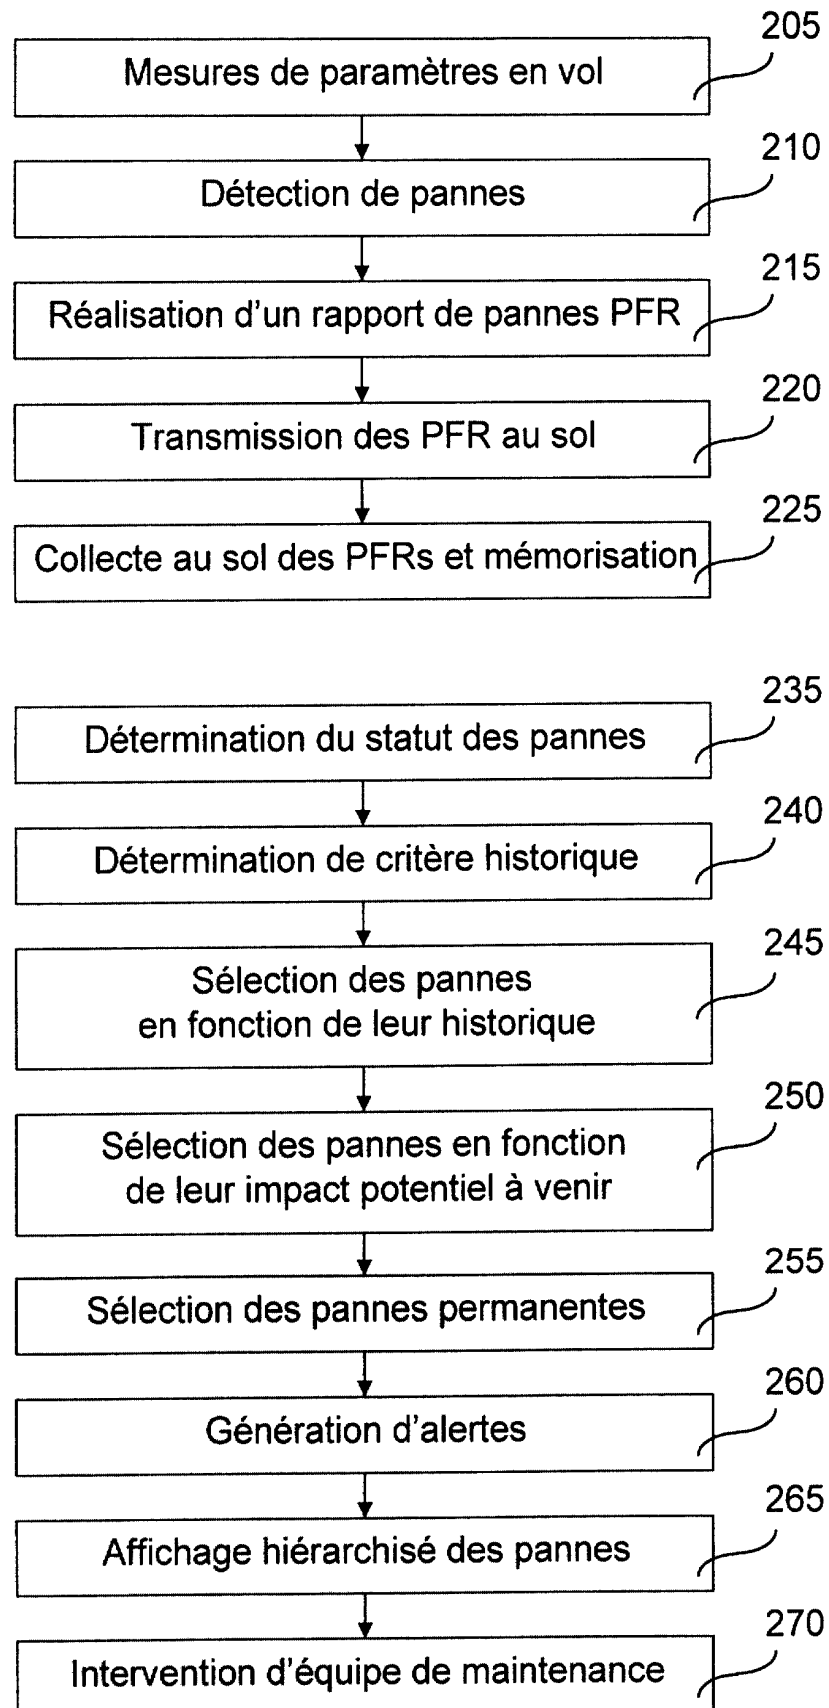 205
Mesures de paramètres en vol
210
Détection de pannes
215
Réalisation d'un rapport de pannes PFR
220
Transmission des PFR au sol
225
Collecte au sol des PFRs et mémorisation
235
Détermination du statut des pannes
240
Détermination de critère historique
245
Sélection des pannes
en fonction de leur historique
250
Sélection des pannes en fonction
de leur impact potentiel à venir
255
Sélection des pannes permanentes
260
Génération d'alertes
265
Affichage hiérarchisé des pannes
270
Intervention d'équipe de maintenance